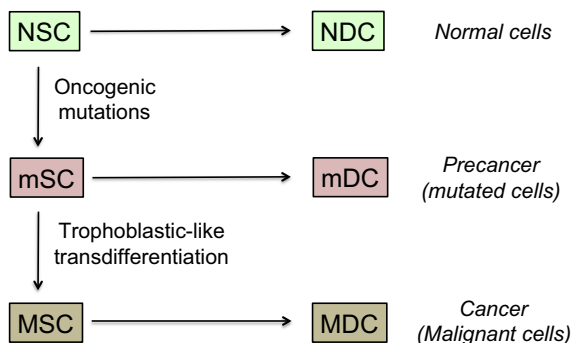 NSC
NDC
Normal cells
Oncogenic
mutations
mSC
mDC
Precancer
(mutated cells)
Trophoblastic-like
transdifferentiation
MSC
MDC
Cancer
(Malignant cells)